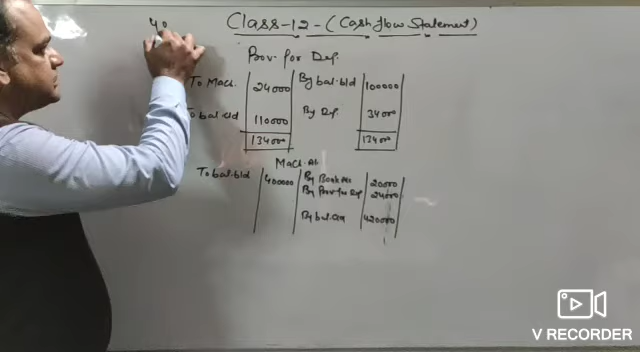 40
Class-12-(Cash flow Statement)
Prov. for Dep.
To Mach. 24000 By bal. b/d 100000
To bal. c/d 110000 By Dep. 34000
134000 134000
Mach. A/c
To bal. b/d 400000 By Bank A/c 20000
By Prov. for Dep 24000
By bal. c/d 420000
V RECORDER